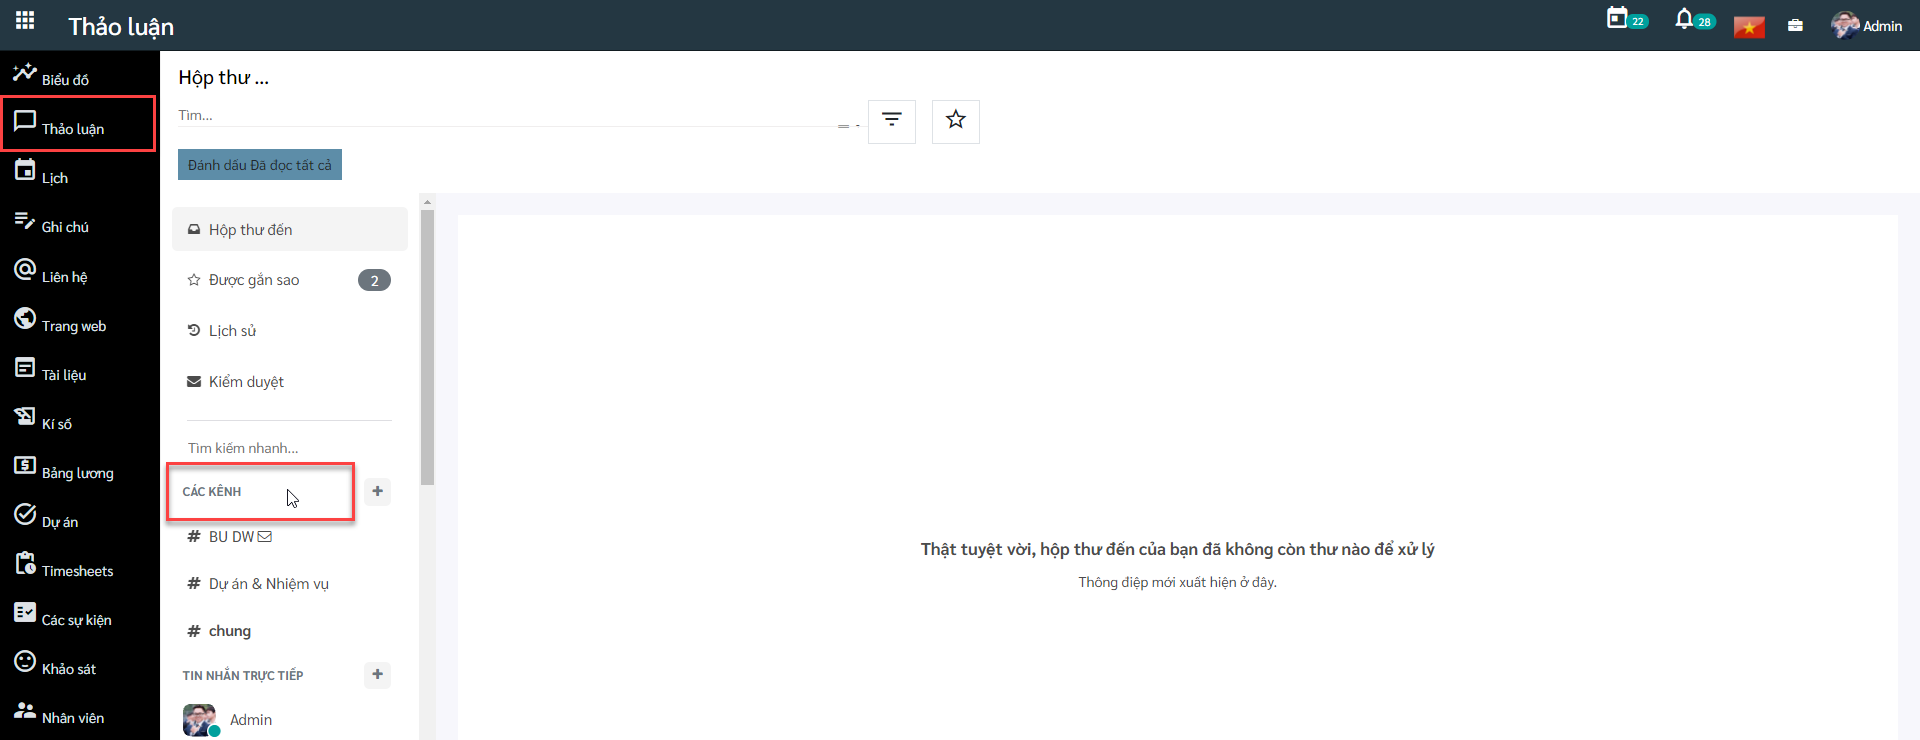 Thảo luận
22
28
Admin
Biểu đồ
Thảo luận
Lịch
Ghi chú
Liên hệ
Trang web
Tài liệu
Kí số
Bảng lương
Dự án
Timesheets
Các sự kiện
Khảo sát
Nhân viên
Hộp thư ...
Tìm...
Đánh dấu Đã đọc tất cả
Hộp thư đến
Được gắn sao 2
Lịch sử
Kiểm duyệt
Tìm kiếm nhanh...
CÁC KÊNH +
# BU DW
# Dự án & Nhiệm vụ
# chung
TIN NHẮN TRỰC TIẾP +
Admin
Thật tuyệt vời, hộp thư đến của bạn đã không còn thư nào để xử lý
Thông điệp mới xuất hiện ở đây.